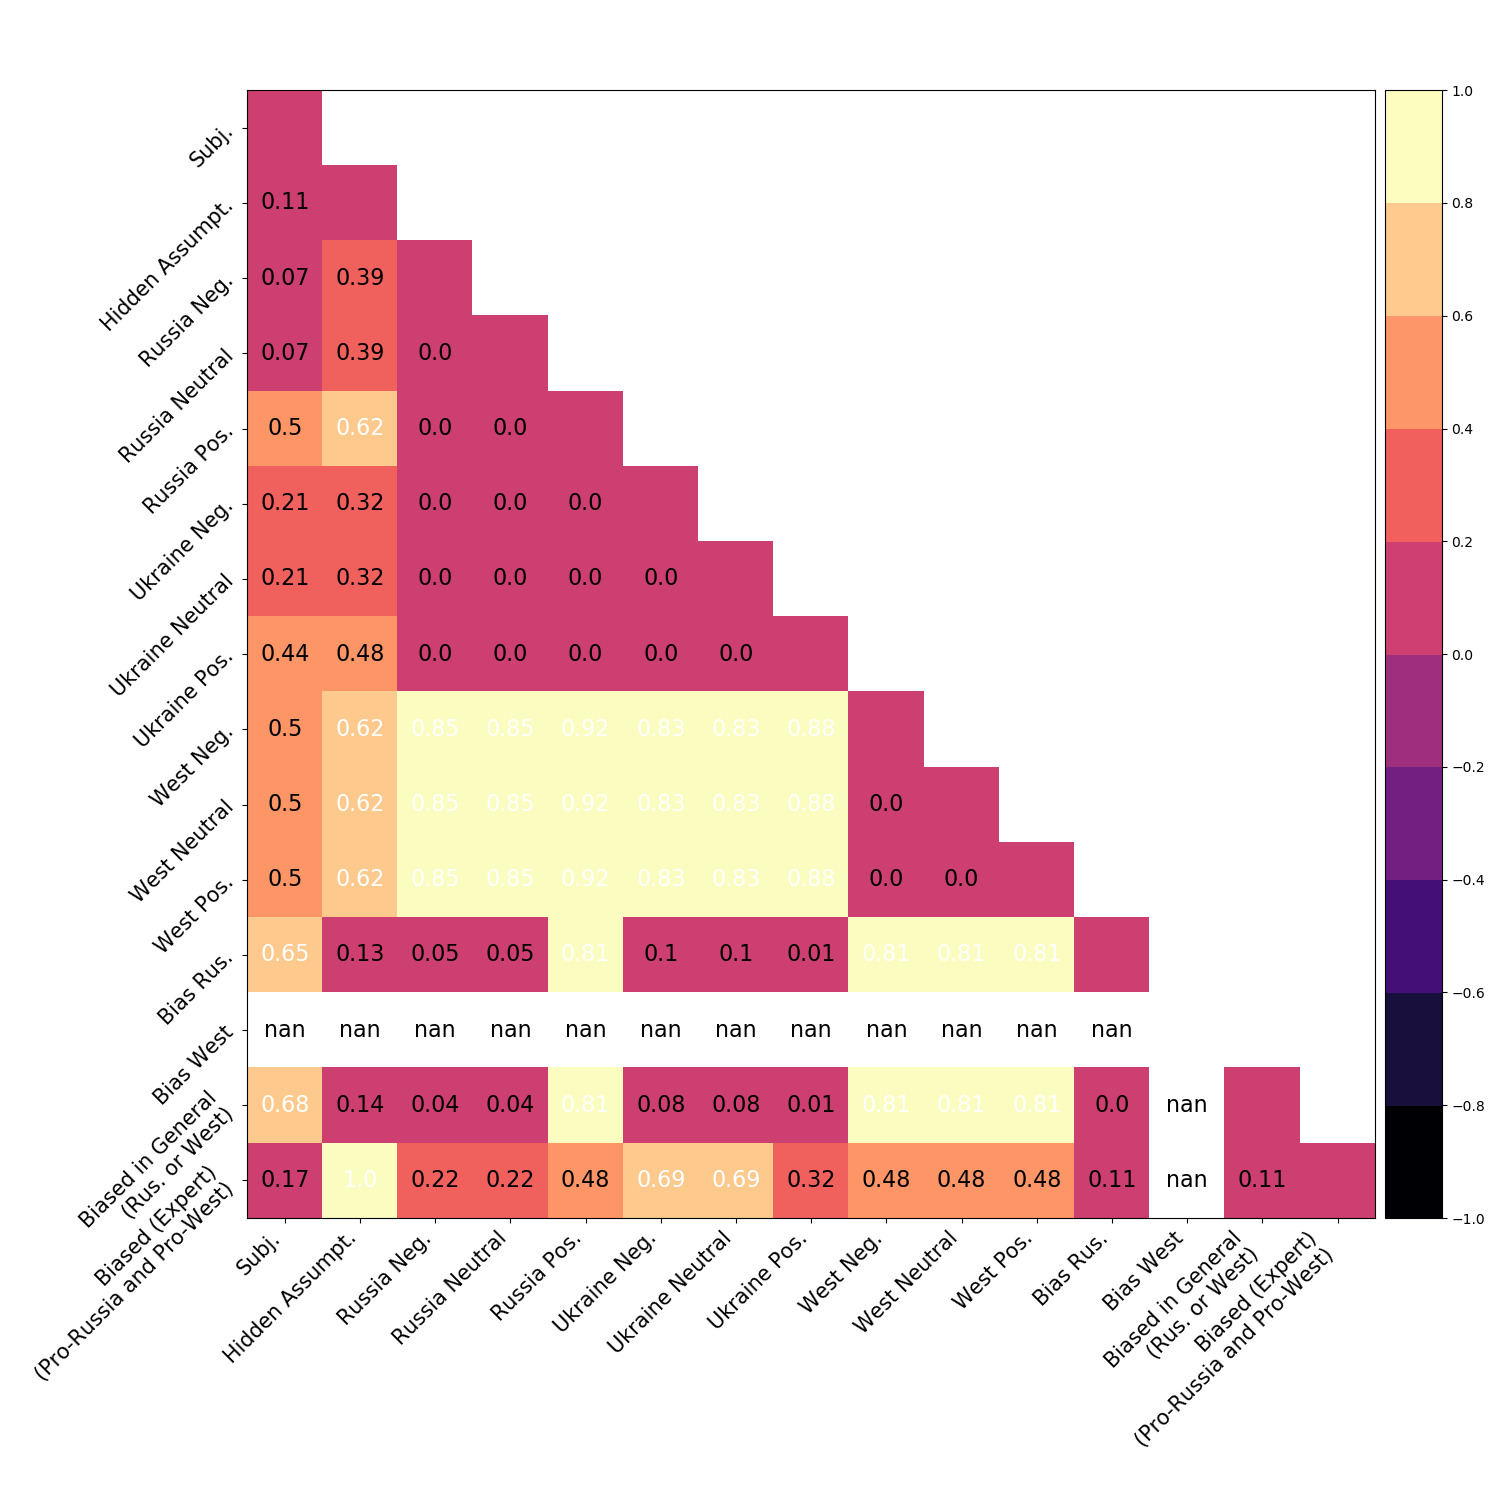 1.0
0.8
0.6
0.4
0.2
0.0
−0.2
−0.4
−0.6
−0.8
−1.0
Subj.
Hidden Assumpt. 0.11
Russia Neg. 0.07 0.39
Russia Neutral 0.07 0.39 0.0
Russia Pos. 0.5 0.62 0.0 0.0
Ukraine Neg. 0.21 0.32 0.0 0.0 0.0
Ukraine Neutral 0.21 0.32 0.0 0.0 0.0 0.0
Ukraine Pos. 0.44 0.48 0.0 0.0 0.0 0.0 0.0
West Neg. 0.5 0.62 0.85 0.85 0.92 0.83 0.83 0.88
West Neutral 0.5 0.62 0.85 0.85 0.92 0.83 0.83 0.88 0.0
West Pos. 0.5 0.62 0.85 0.85 0.92 0.83 0.83 0.88 0.0 0.0
Bias Rus. 0.65 0.13 0.05 0.05 0.81 0.1 0.1 0.01 0.81 0.81 0.81
Bias West nan nan nan nan nan nan nan nan nan nan nan nan
Biased in General
(Rus. or West) 0.68 0.14 0.04 0.04 0.81 0.08 0.08 0.01 0.81 0.81 0.81 0.0 nan
Biased (Expert)
(Pro-Russia and Pro-West) 0.17 1.0 0.22 0.22 0.48 0.69 0.69 0.32 0.48 0.48 0.48 0.11 nan 0.11
Subj.
Hidden Assumpt.
Russia Neg.
Russia Neutral
Russia Pos.
Ukraine Neg.
Ukraine Neutral
Ukraine Pos.
West Neg.
West Neutral
West Pos.
Bias Rus.
Bias West
Biased in General
(Rus. or West)
Biased (Expert)
(Pro-Russia and Pro-West)